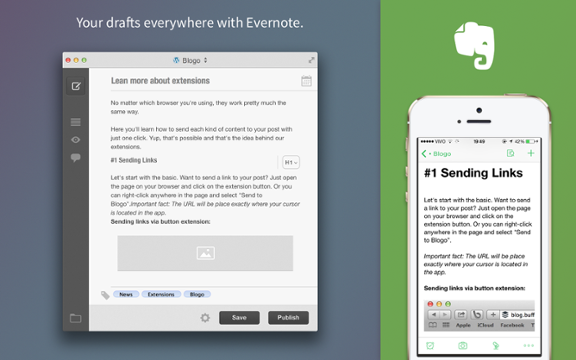 Your drafts everywhere with Evernote.
Blogo
Lean more about extensions
No matter which browser you're using, they work pretty much the
same way.
Here you'll learn how to send each kind of content to your post with
just one click. Yup, that's possible and that's the idea behind our
extensions.
#1 Sending Links
H1
Let's start with the basic. Want to send a link to your post? Just open
the page on your browser and click on the extension button. Or you
can right-click anywhere in the page and select "Send to
Blogo".Important fact: The URL will be place exactly where your cursor
is located in the app.
Sending links via button extension:
News Extensions Blogo
Save Publish
VIVO 19:49 42%
Blogo
#1 Sending Links
Let's start with the basic. Want to send
a link to your post? Just open the page
on your browser and click on the
extension button. Or you can right-click
anywhere in the page and select "Send
to Blogo",
Important fact: The URL will be place
exactly where your cursor is located in
the app.
Sending links via button extension:
blog.buff
Apple iCloud Facebook T